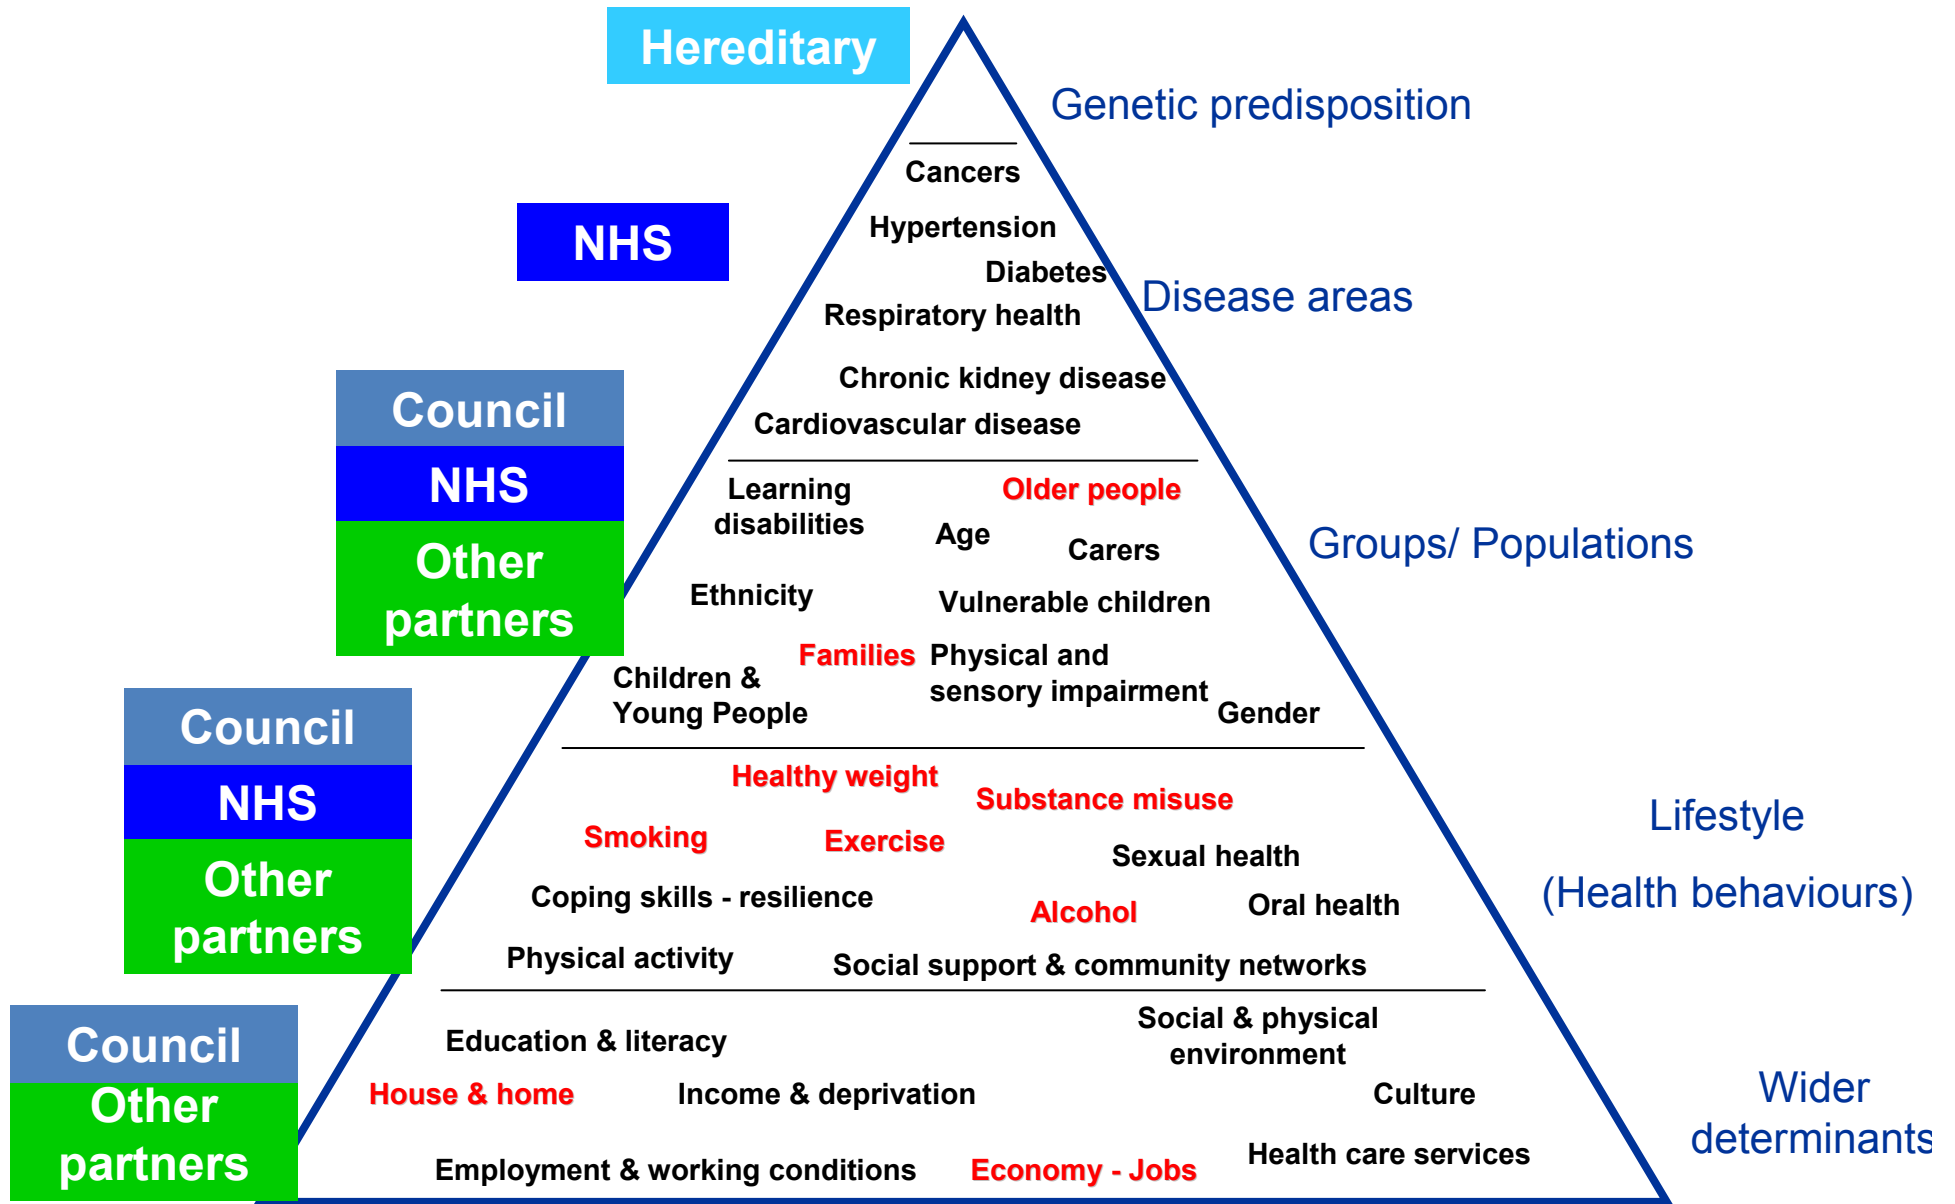 Hereditary
Genetic predisposition
Cancers
NHS
Hypertension
Diabetes
Disease areas
Respiratory health
Chronic kidney disease
Cardiovascular disease
Council
NHS
Other
partners
Learning
disabilities
Older people
Age
Carers
Groups/ Populations
Ethnicity
Vulnerable children
Families
Physical and
sensory impairment
Children &
Young People
Gender
Council
NHS
Other
partners
Healthy weight
Substance misuse
Smoking
Exercise
Sexual health
Lifestyle
(Health behaviours)
Coping skills - resilience
Alcohol
Oral health
Physical activity
Social support & community networks
Council
Other
partners
Education & literacy
Social & physical
environment
House & home
Income & deprivation
Culture
Wider
determinants
Employment & working conditions
Economy - Jobs
Health care services